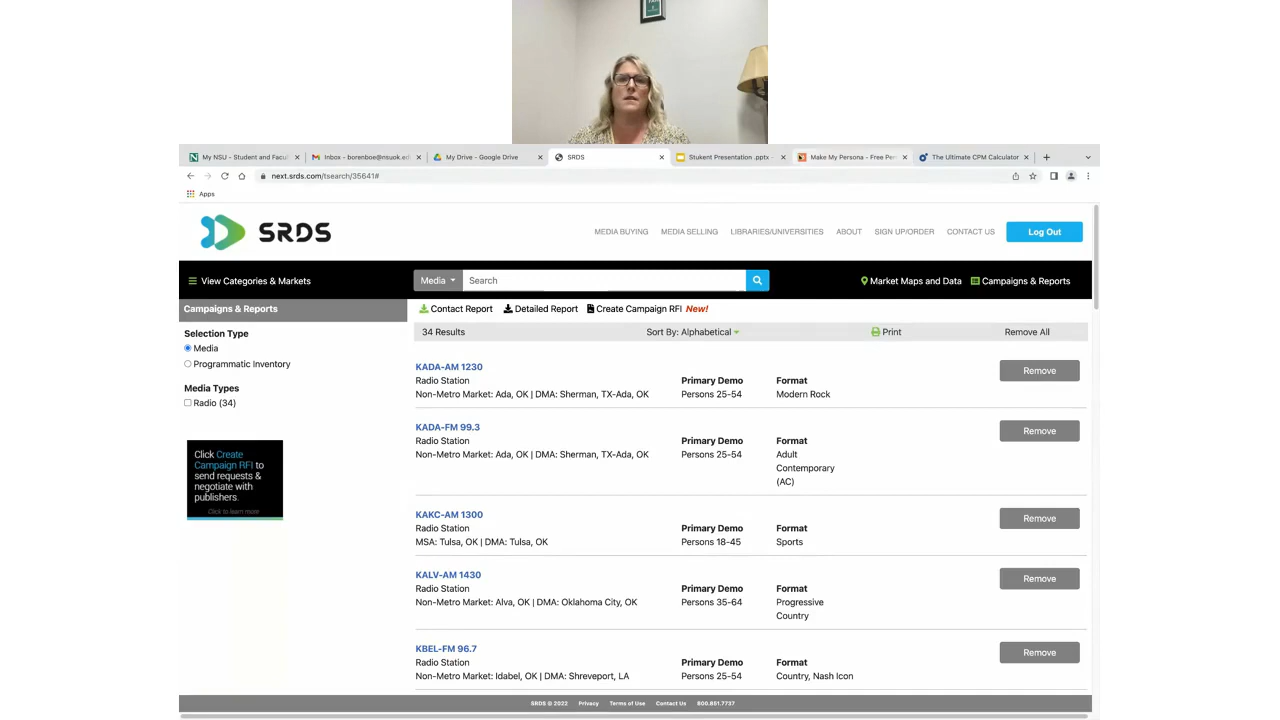 My NSU - Student and Facul
Inbox - borenboe@nsuok.ed
My Drive - Google Drive
SRDS
Stukent Presentation .pptx -
Make My Persona - Free Per
The Ultimate CPM Calculator
next.srds.com/tsearch/35641#
Apps
SRDS
MEDIA BUYING
MEDIA SELLING
LIBRARIES/UNIVERSITIES
ABOUT
SIGN UP/ORDER
CONTACT US
Log Out
View Categories & Markets
Media
Search
Market Maps and Data
Campaigns & Reports
Campaigns & Reports
Contact Report
Detailed Report
Create Campaign RFI New!
Selection Type
Media
Programmatic Inventory
Media Types
Radio (34)
Click Create
Campaign RFI to
send requests &
negotiate with
publishers.
Click to learn more
34 Results
Sort By: Alphabetical
Print
Remove All
KADA-AM 1230
Radio Station
Non-Metro Market: Ada, OK | DMA: Sherman, TX-Ada, OK
Primary Demo
Persons 25-54
Format
Modern Rock
Remove
KADA-FM 99.3
Radio Station
Non-Metro Market: Ada, OK | DMA: Sherman, TX-Ada, OK
Primary Demo
Persons 25-54
Format
Adult
Contemporary
(AC)
Remove
KAKC-AM 1300
Radio Station
MSA: Tulsa, OK | DMA: Tulsa, OK
Primary Demo
Persons 18-45
Format
Sports
Remove
KALV-AM 1430
Radio Station
Non-Metro Market: Alva, OK | DMA: Oklahoma City, OK
Primary Demo
Persons 35-64
Format
Progressive
Country
Remove
KBEL-FM 96.7
Radio Station
Non-Metro Market: Idabel, OK | DMA: Shreveport, LA
Primary Demo
Persons 25-54
Format
Country, Nash Icon
Remove
SRDS © 2022
Privacy
Terms of Use
Contact Us
800.851.7737